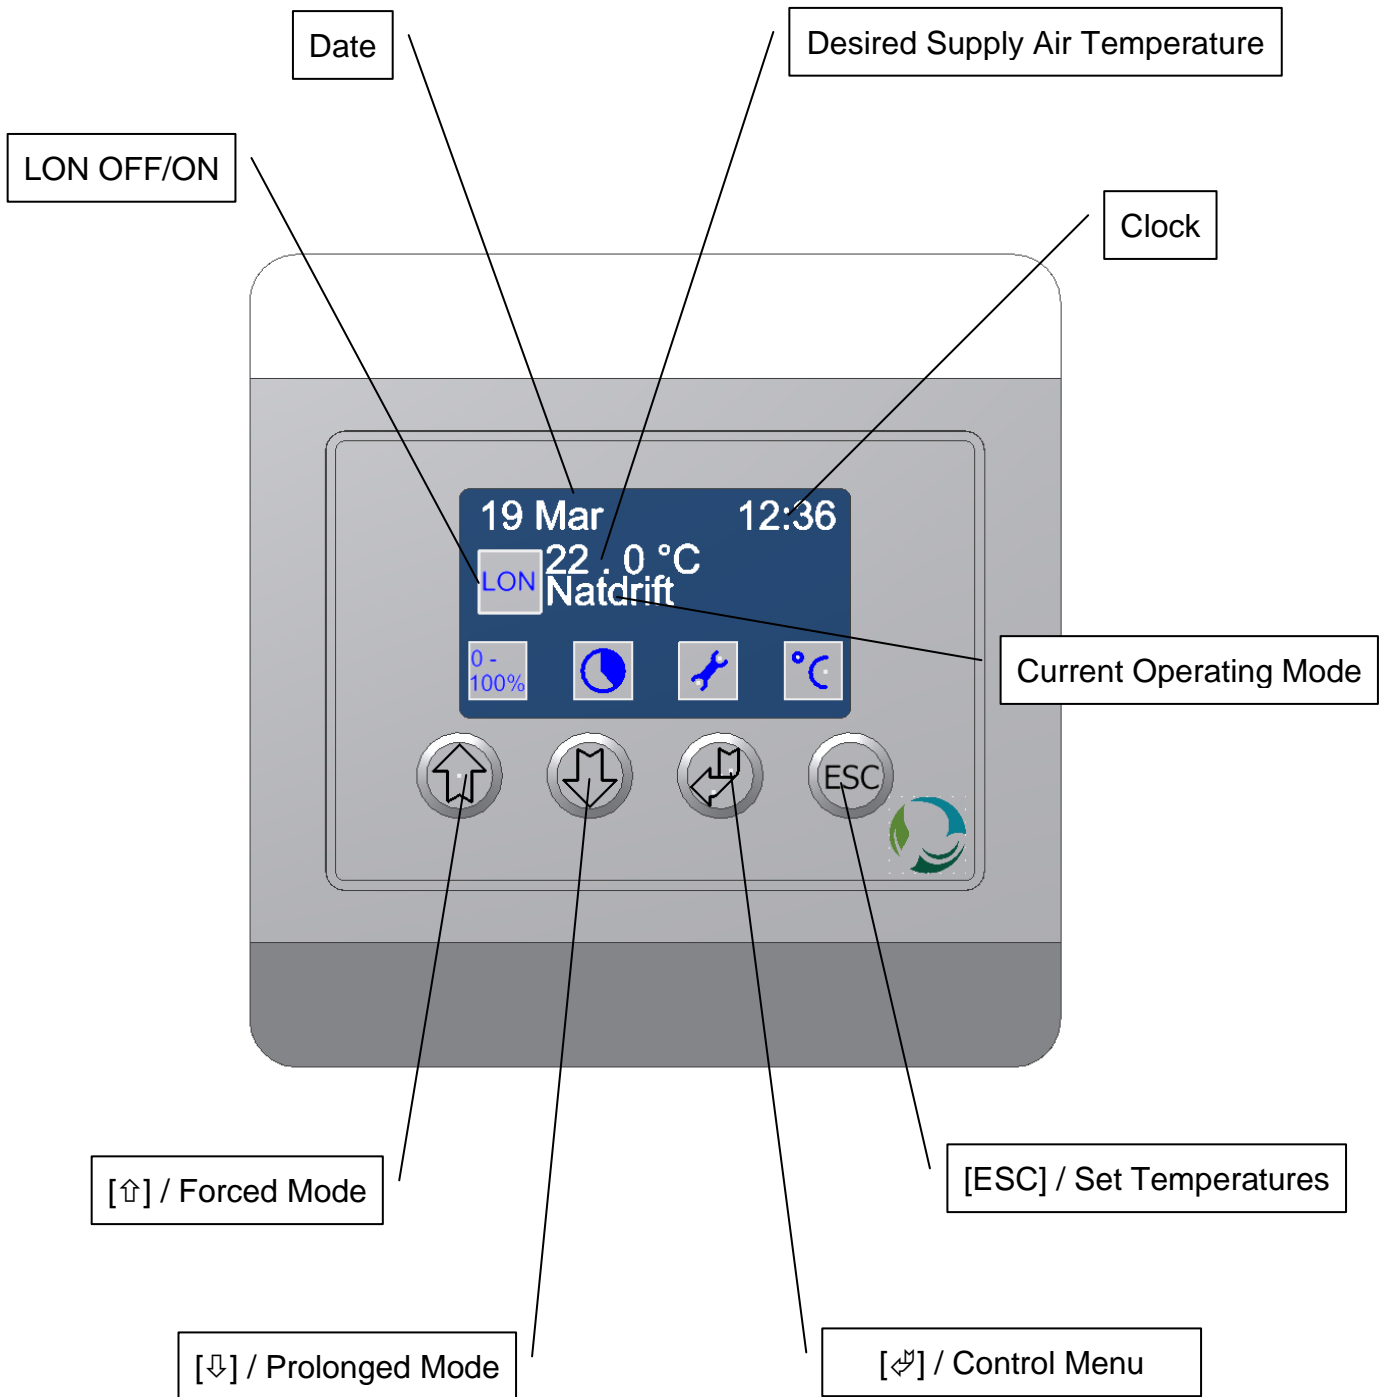 Date
Desired Supply Air Temperature
LON OFF/ON
Clock
19 Mar 12:36
LON
22 . 0 °C
Natdrift
0 -
100%
°C
Current Operating Mode
ESC
[⇧] / Forced Mode
[ESC] / Set Temperatures
[⇩] / Prolonged Mode
[⏎] / Control Menu